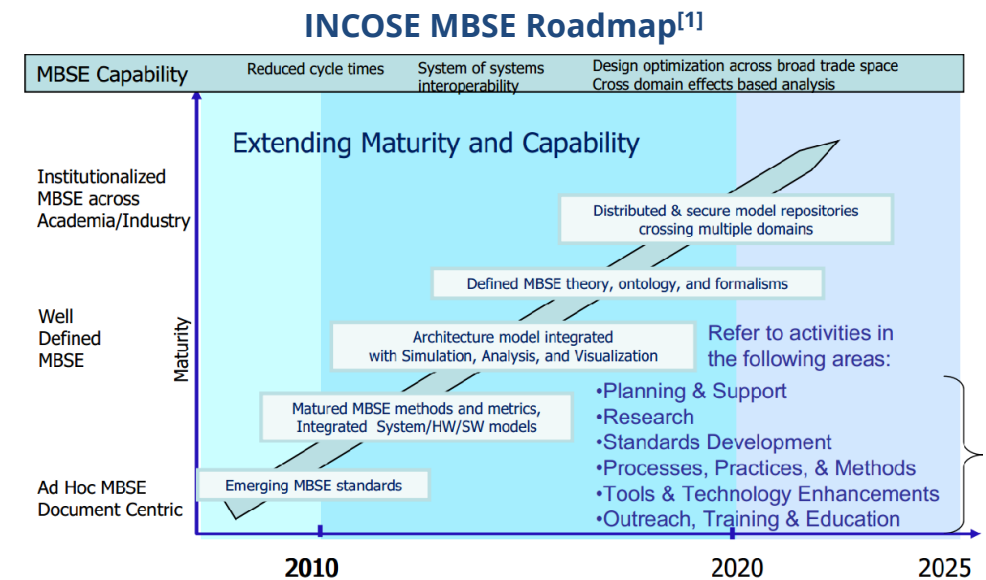 INCOSE MBSE Roadmap[1]
MBSE Capability
Reduced cycle times
System of systems
interoperability
Design optimization across broad trade space
Cross domain effects based analysis
Extending Maturity and Capability
Institutionalized
MBSE across
Academia/Industry
Well
Defined
MBSE
Ad Hoc MBSE
Document Centric
Maturity
Distributed & secure model repositories
crossing multiple domains
Defined MBSE theory, ontology, and formalisms
Architecture model integrated
with Simulation, Analysis, and Visualization
Matured MBSE methods and metrics,
Integrated System/HW/SW models
Emerging MBSE standards
Refer to activities in
the following areas:
•Planning & Support
•Research
•Standards Development
•Processes, Practices, & Methods
•Tools & Technology Enhancements
•Outreach, Training & Education
2010
2020
2025